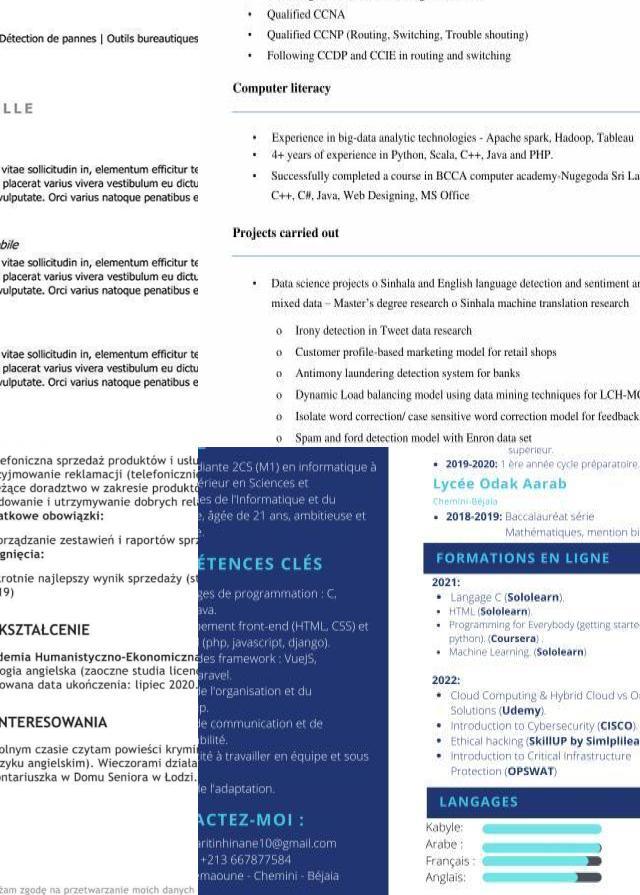 Détection de pannes | Outils bureautiques
LLE
vitae sollicitudin in, elementum efficitur te
placerat varius vivera vestibulum eu dictu
vulputate. Orci varius natoque penatibus e
bile
vitae sollicitudin in, elementum efficitur te
placerat varius vivera vestibulum eu dictu
vulputate. Orci varius natoque penatibus e
vitae sollicitudin in, elementum efficitur te
placerat varius vivera vestibulum eu dictu
vulputate. Orci varius natoque penatibus e
• Qualified CCNA
• Qualified CCNP (Routing, Switching, Trouble shouting)
• Following CCDP and CCIE in routing and switching
Computer literacy
• Experience in big-data analytic technologies - Apache spark, Hadoop, Tableau
• 4+ years of experience in Python, Scala, C++, Java and PHP.
• Successfully completed a course in BCCA computer academy-Nugegoda Sri La
C++, C#, Java, Web Designing, MS Office
Projects carried out
• Data science projects o Sinhala and English language detection and sentiment an
mixed data – Master’s degree research o Sinhala machine translation research
o Irony detection in Tweet data research
o Customer profile-based marketing model for retail shops
o Antimony laundering detection system for banks
o Dynamic Load balancing model using data mining techniques for LCH-MC
o Isolate word correction/ case sensitive word correction model for feedback
o Spam and ford detection model with Enron data set
efoniczna sprzedaż produktów i usłu
zyjmowanie reklamacji (telefoniczni
eżące doradztwo w zakresie produktó
dowanie i utrzymywanie dobrych rel
atkowe obowiązki:
orządzanie zestawień i raportów sprz
gnięcia:
krotnie najlepszy wynik sprzedaży (st
19)
KSZTAŁCENIE
demia Humanistyczno-Ekonomiczna
ogia angielska (zaoczne studia licenc
owana data ukończenia: lipiec 2020.
NTERESOWANIA
olnym czasie czytam powieści krymi
zyku angielskim). Wieczorami działa
ontariuszka w Domu Seniora w Łodzi.
żam zgodę na przetwarzanie moich danych
diante 2CS (M1) en informatique à
érieur en Sciences et
es de l'Informatique et du
e, âgée de 21 ans, ambitieuse et
ÉTENCES CLÉS
ges de programmation : C,
ava.
ement front-end (HTML, CSS) et
(php, javascript, django).
des framework : VueJS,
aravel.
de l'organisation et du
p.
de communication et de
bilité.
cité à travailler en équipe et sous
de l'adaptation.
ACTEZ-MOI :
aritinhinane10@gmail.com
+213 667877584
emaoune - Chemini - Béjaia
supérieur.
• 2019-2020: 1 ère année cycle préparatoire.
Lycée Odak Aarab
Chemini-Béjaia
• 2018-2019: Baccalauréat série
Mathématiques, mention bi
FORMATIONS EN LIGNE
2021:
• Langage C (Sololearn).
• HTML (Sololearn).
• Programming for Everybody (getting starte
python). (Coursera) .
• Machine Learning. (Sololearn)
2022:
• Cloud Computing & Hybrid Cloud vs O
Solutions (Udemy).
• Introduction to Cybersecurity (CISCO).
• Ethical hacking (SkillUP by Simlplilea
• Introduction to Critical Infrastructure
Protection (OPSWAT)
LANGAGES
Kabyle:
Arabe :
Français :
Anglais: